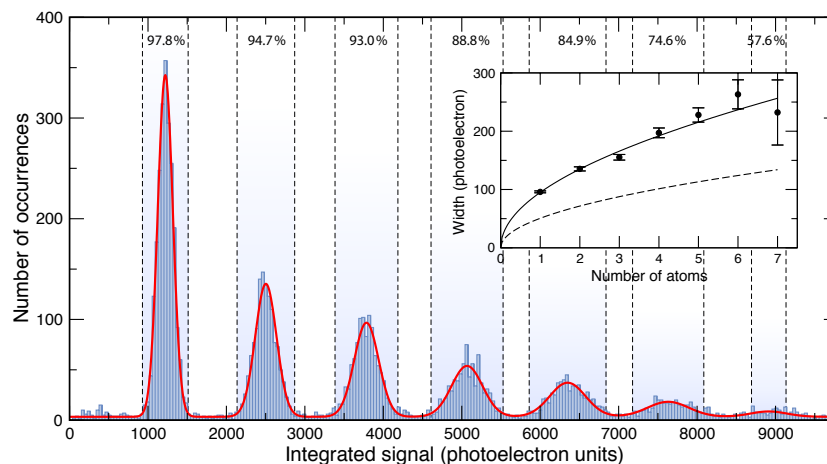 400
300
200
100
0
Number of occurrences
97.8%
94.7%
93.0%
88.8%
84.9%
74.6%
57.6%
300
200
100
0
Width (photoelectron)
0 1 2 3 4 5 6 7
Number of atoms
0 1000 2000 3000 4000 5000 6000 7000 8000 9000
Integrated signal (photoelectron units)